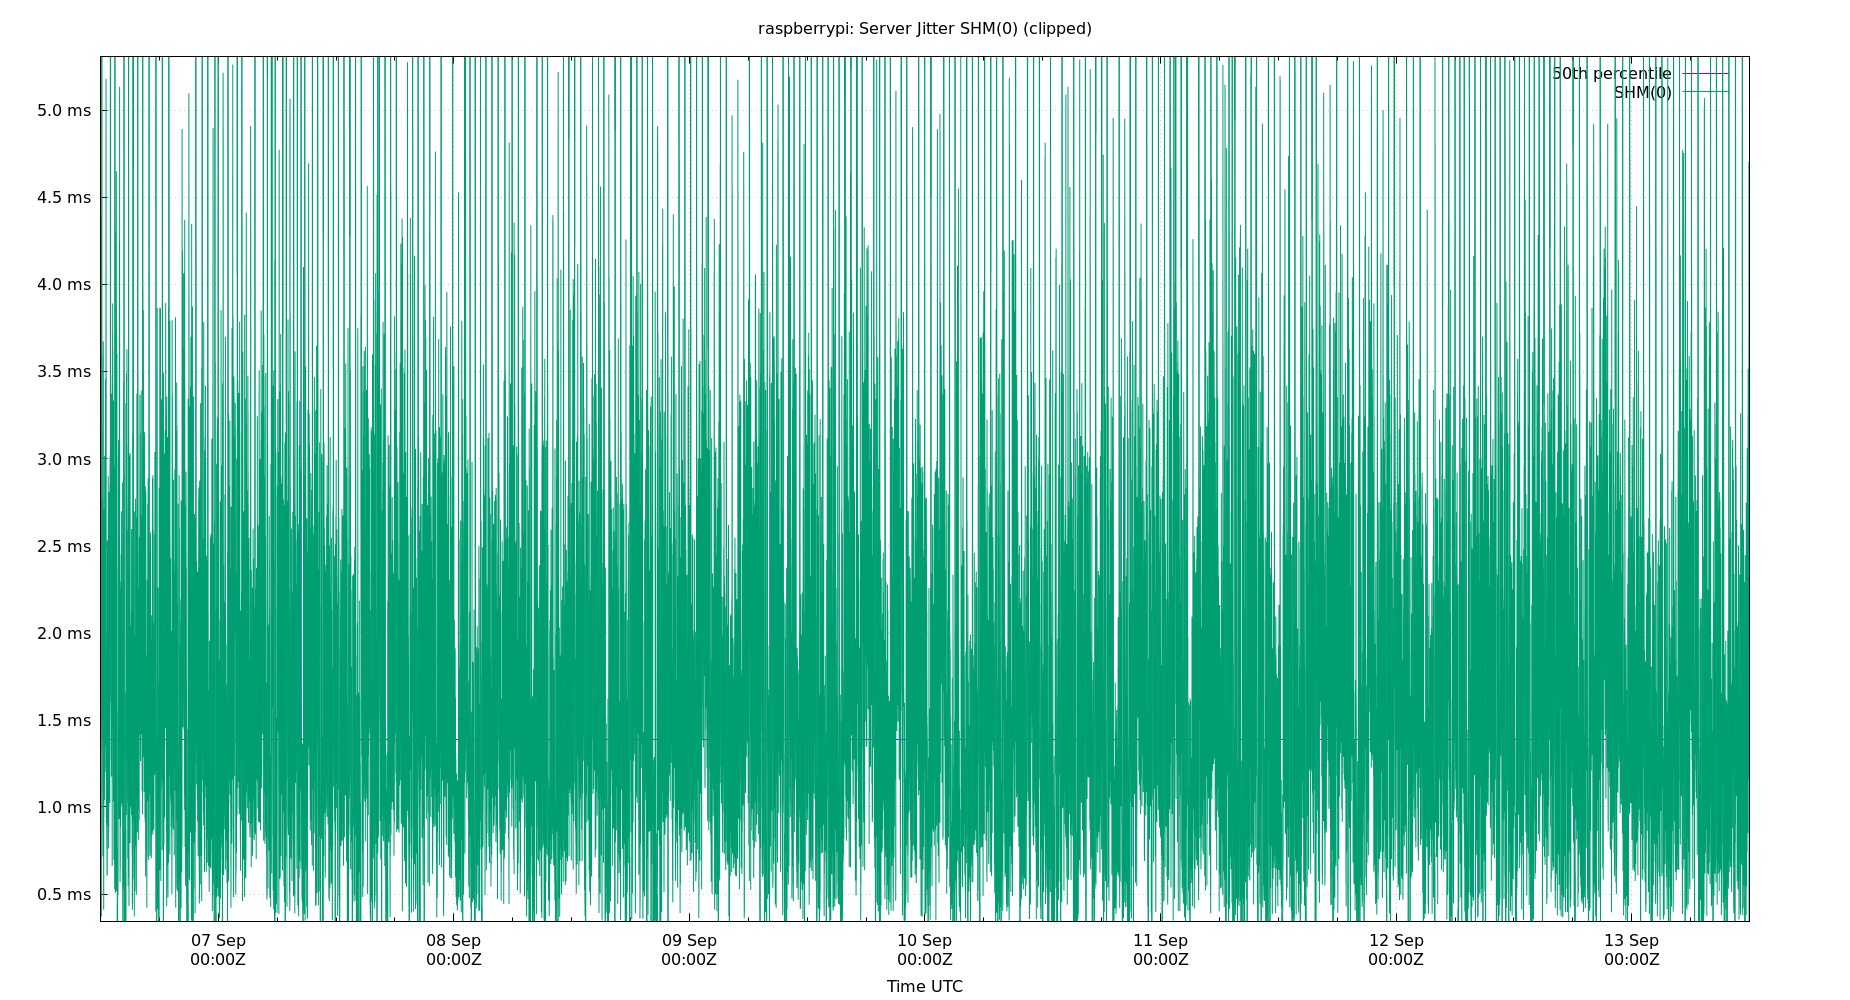 raspberrypi: Server Jitter SHM(0) (clipped)
50th percentile
SHM(0)
5.0 ms
4.5 ms
4.0 ms
3.5 ms
3.0 ms
2.5 ms
2.0 ms
1.5 ms
1.0 ms
0.5 ms
07 Sep 08 Sep 09 Sep 10 Sep 11 Sep 12 Sep 13 Sep
00:00Z 00:00Z 00:00Z 00:00Z 00:00Z 00:00Z 00:00Z
Time UTC